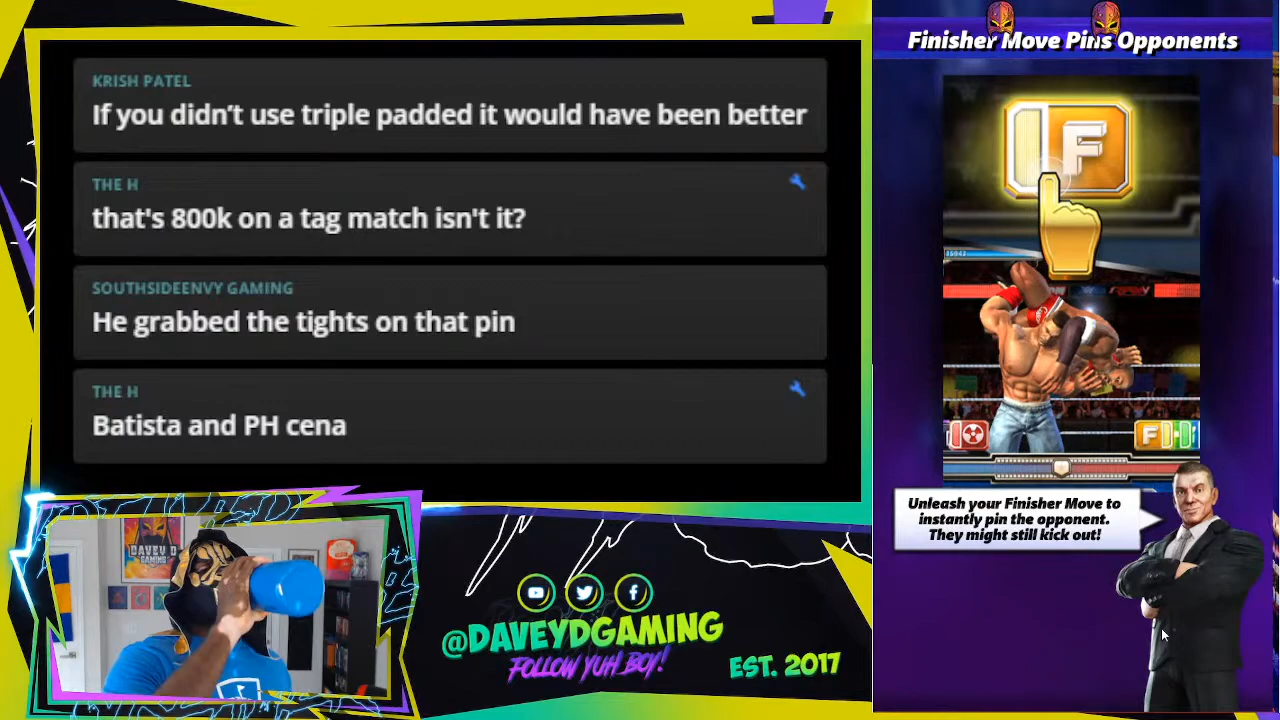 KRISH PATEL
If you didn't use triple padded it would have been better
THE H
that's 800k on a tag match isn't it?
SOUTHSIDEENVY GAMING
He grabbed the tights on that pin
THE H
Batista and PH cena
DAVEY D
GAMING
@DAVEYDGAMING
FOLLOW YUH BOY!
EST. 2017
Finisher Move Pins Opponents
F
F
Unleash your Finisher Move to
instantly pin the opponent.
They might still kick out!